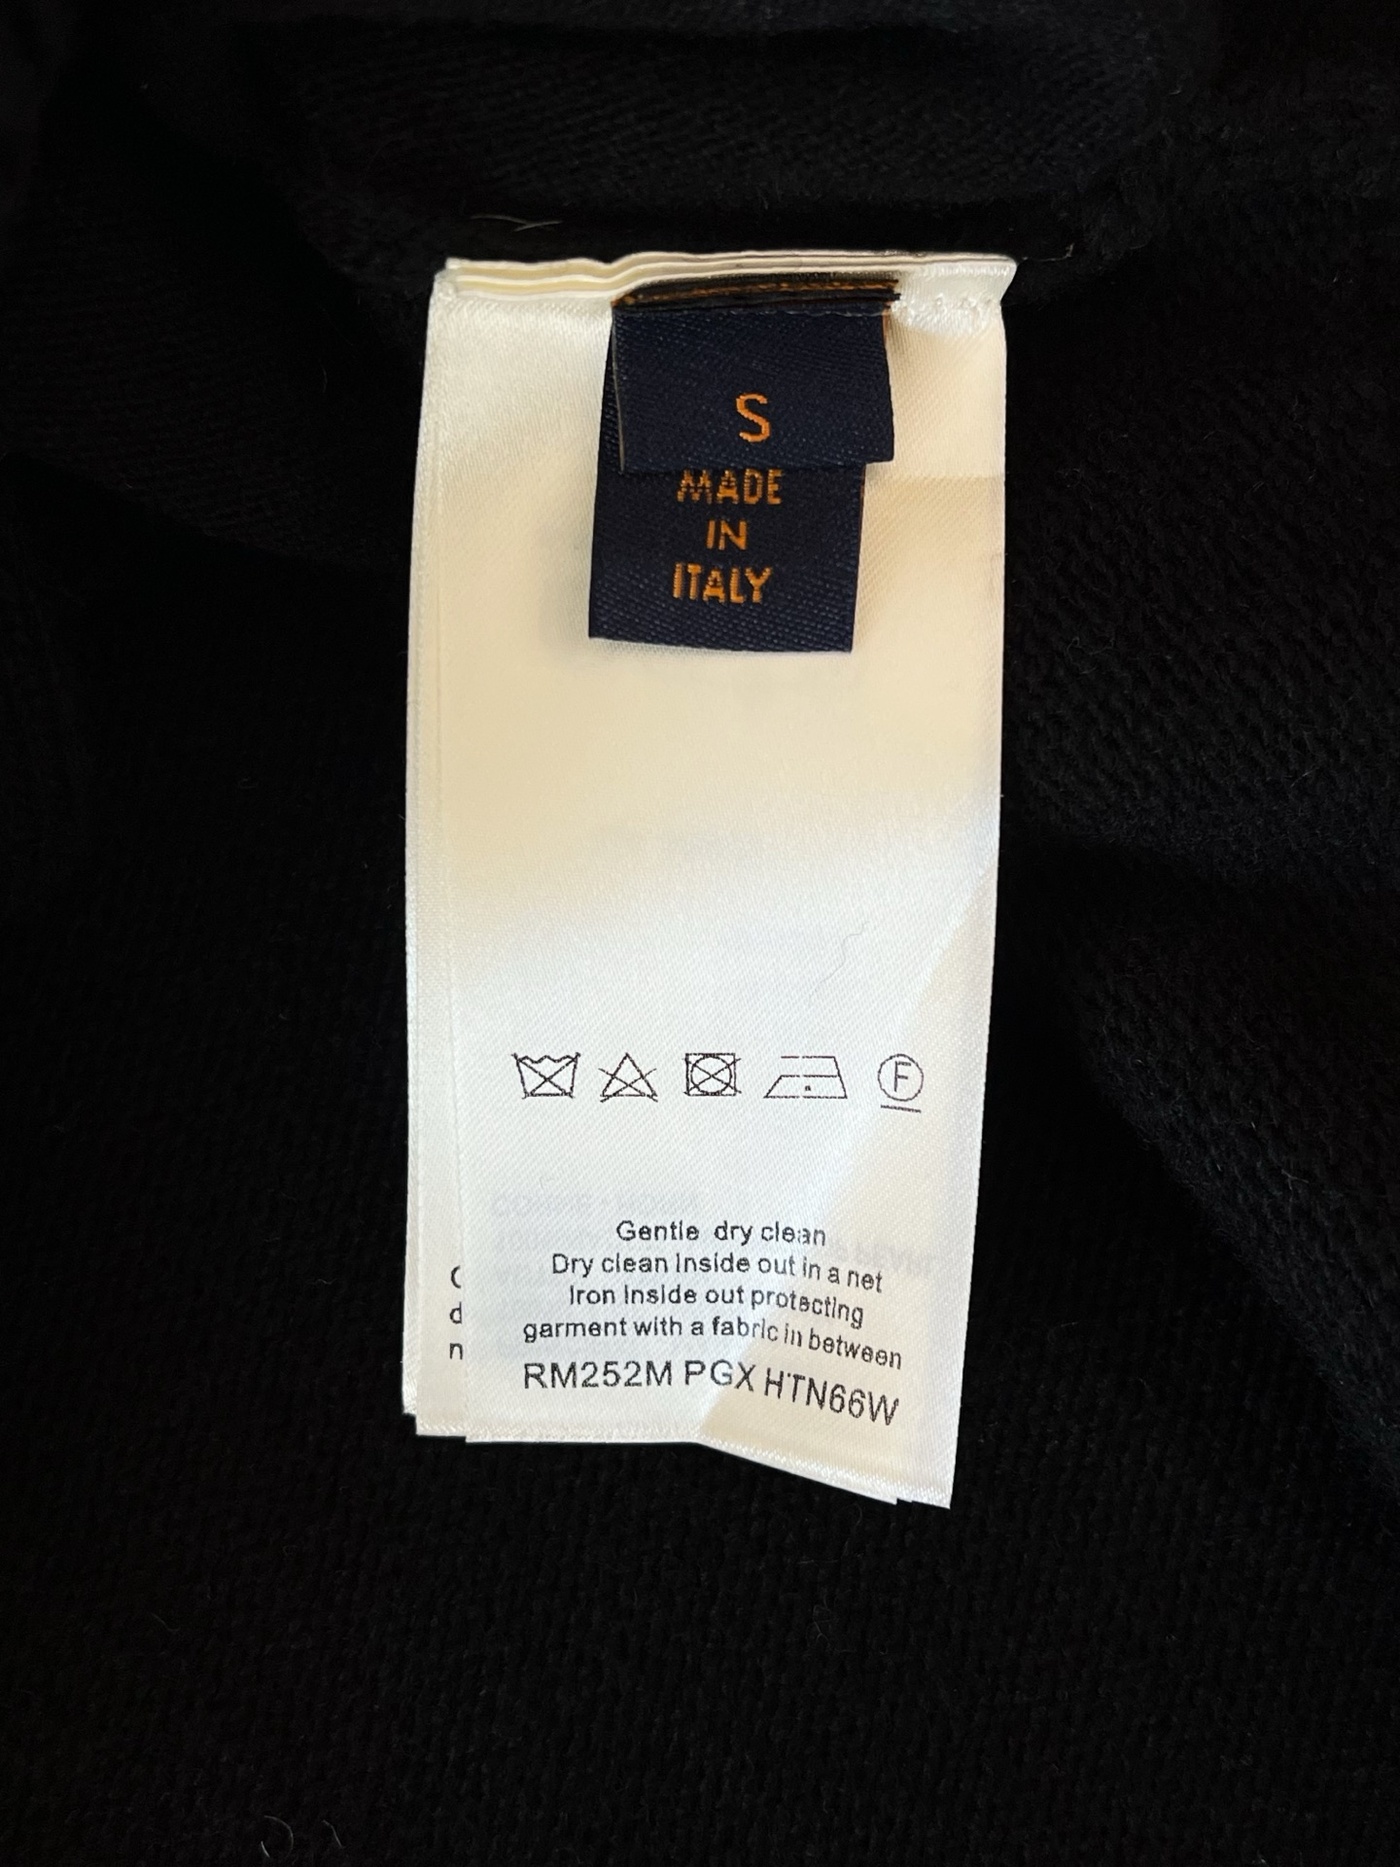 S
MADE
IN
ITALY
F
Gentle dry clean
Dry clean inside out in a net
Iron inside out protecting
garment with a fabric in between
RM252M PGX HTN66W
d
n